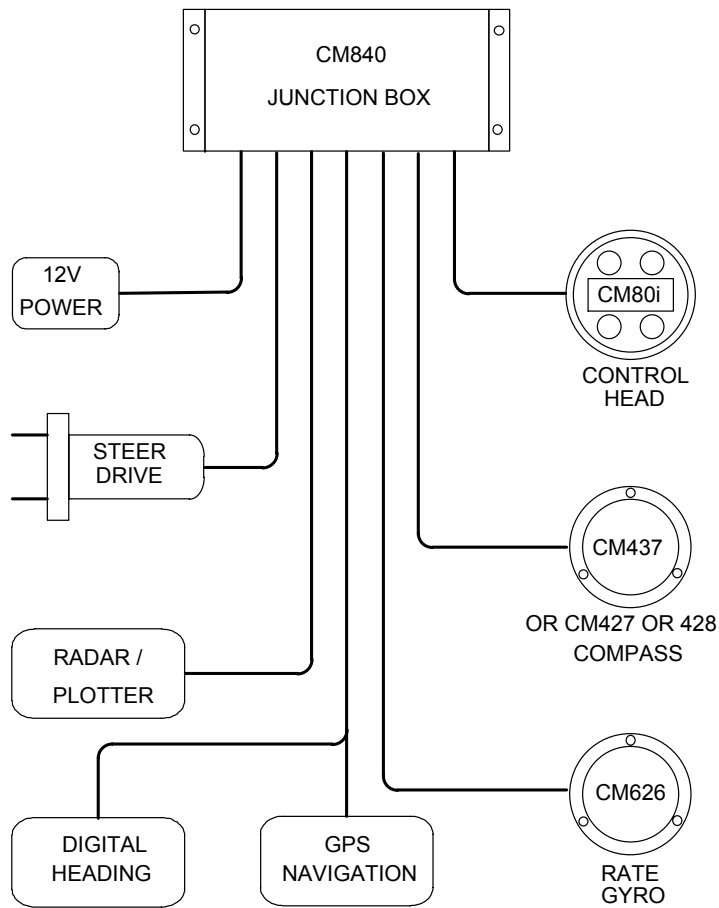 CM840
JUNCTION BOX
12V
POWER
CM80i
CONTROL
HEAD
STEER
DRIVE
CM437
OR CM427 OR 428
COMPASS
RADAR /
PLOTTER
CM626
RATE
GYRO
DIGITAL
HEADING
GPS
NAVIGATION